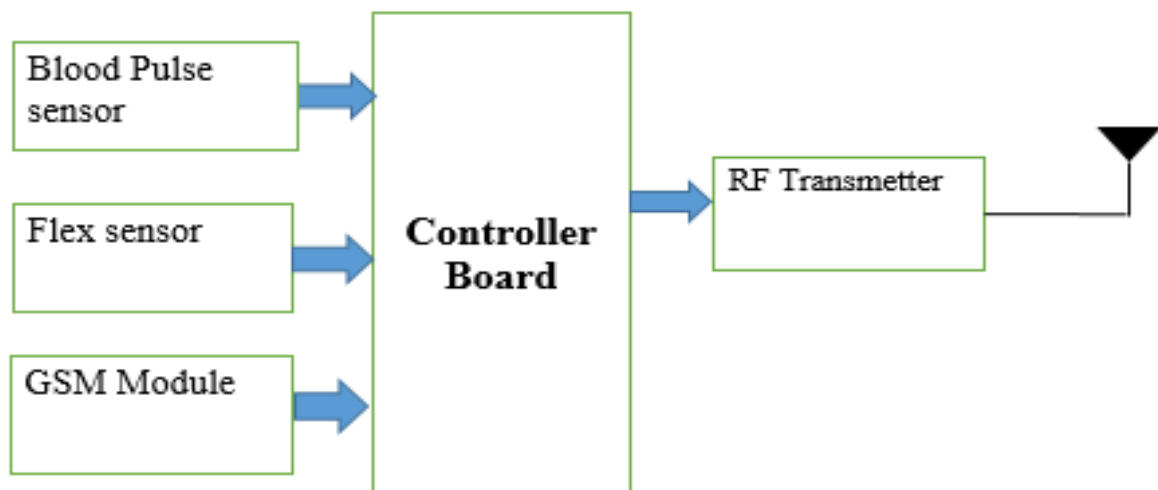 Blood Pulse
sensor
Flex sensor
GSM Module
Controller
Board
RF Transmetter